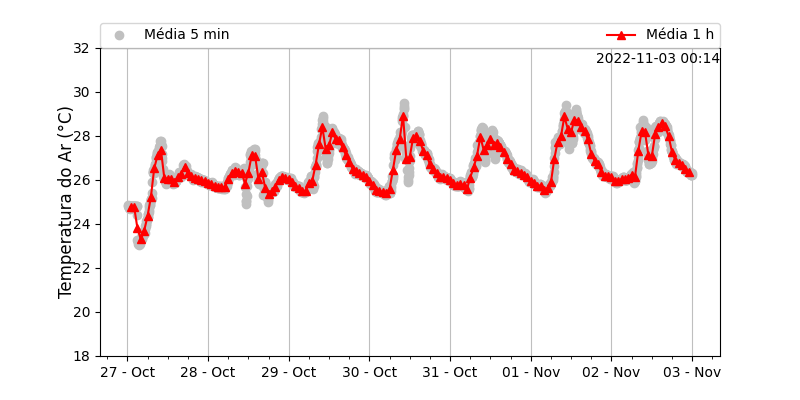 Média 5 min
Média 1 h
2022-11-03 00:14
Temperatura do Ar (°C)
32
30
28
26
24
22
20
18
27 - Oct
28 - Oct
29 - Oct
30 - Oct
31 - Oct
01 - Nov
02 - Nov
03 - Nov